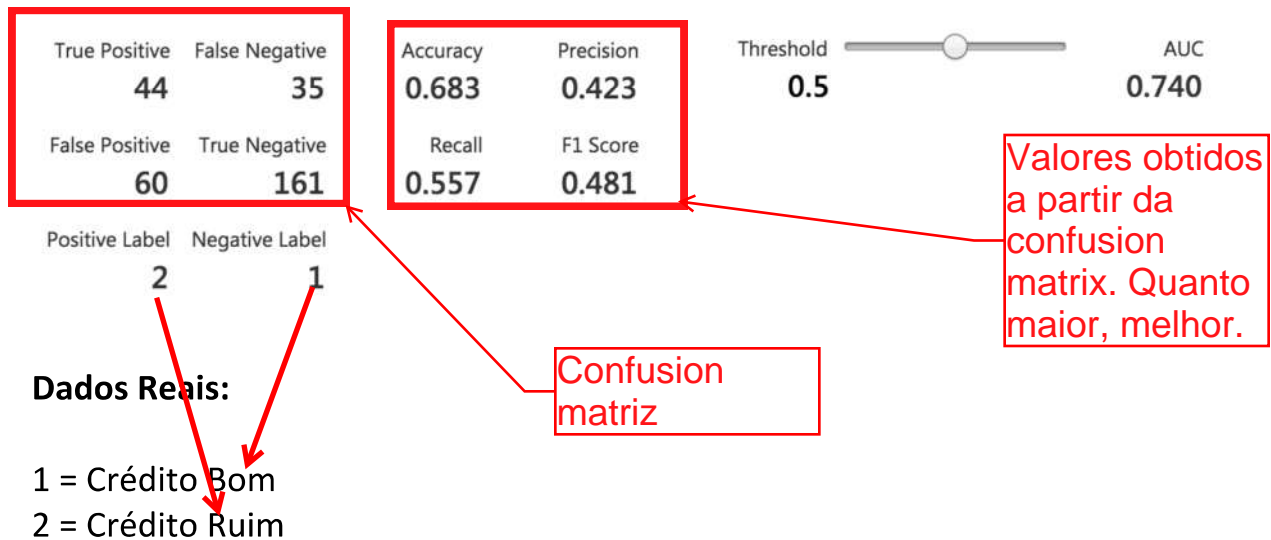 True Positive False Negative
44 35
False Positive True Negative
60 161
Positive Label Negative Label
2 1
Accuracy Precision
0.683 0.423
Recall F1 Score
0.557 0.481
Threshold AUC
0.5 0.740
Valores obtidos
a partir da
confusion
matrix. Quanto
maior, melhor.
Confusion
matriz
Dados Reais:
1 = Crédito Bom
2 = Crédito Ruim